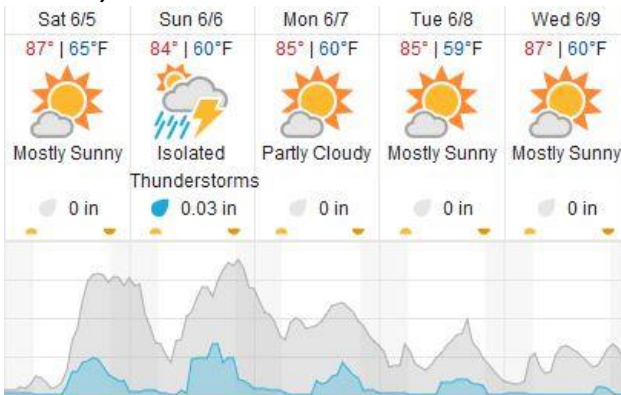 Sat 6/5 Sun 6/6 Mon 6/7 Tue 6/8 Wed 6/9
87° | 65°F 84° | 60°F 85° | 60°F 85° | 59°F 87° | 60°F
Mostly Sunny Isolated Partly Cloudy Mostly Sunny Mostly Sunny
Thunderstorms
0 in 0.03 in 0 in 0 in 0 in